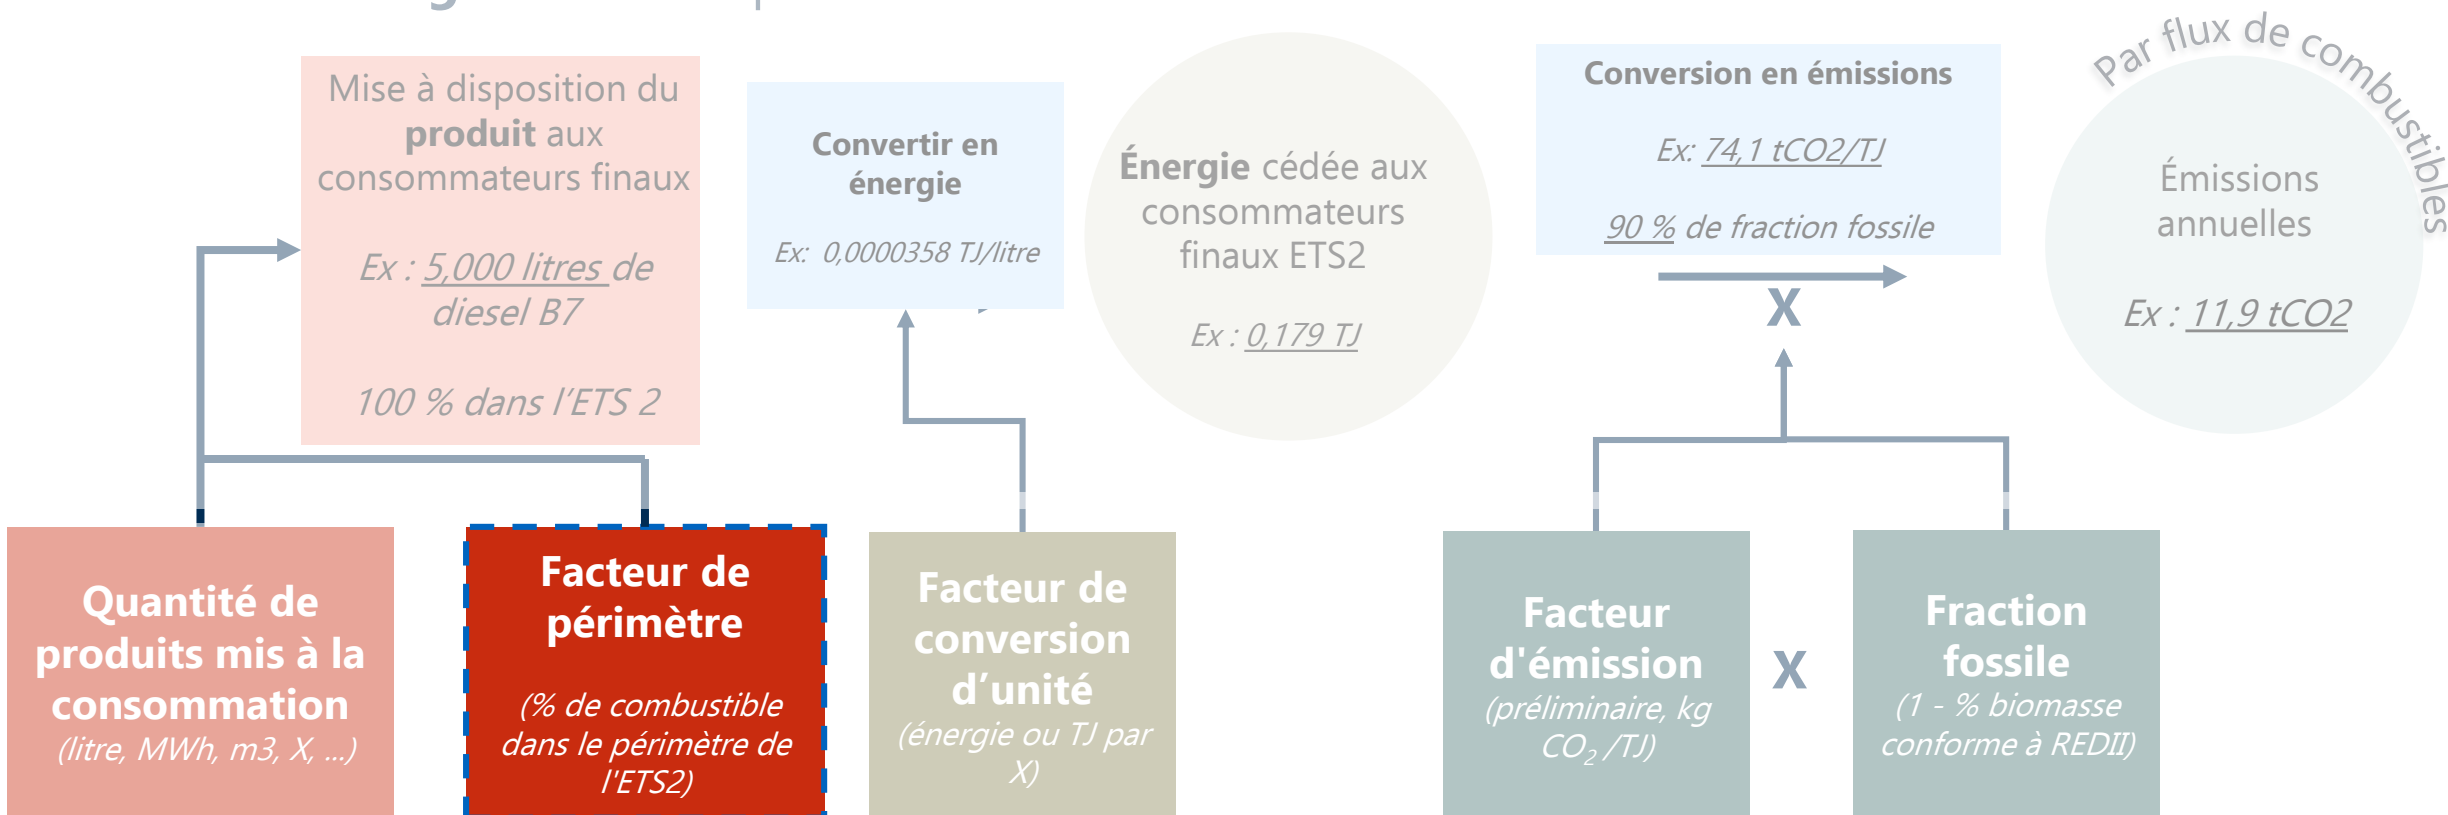 Mise à disposition du
produit aux
consommateurs finaux
Ex : 5,000 litres de
diesel B7
100 % dans l’ETS 2
Convertir en
énergie
Ex: 0,0000358 TJ/litre
Énergie cédée aux
consommateurs
finaux ETS2
Ex : 0,179 TJ
Conversion en émissions
Ex: 74,1 tCO2/TJ
90 % de fraction fossile
X
Par flux de combustibles
Émissions
annuelles
Ex : 11,9 tCO2
Quantité de
produits mis à la
consommation
(litre, MWh, m3, X, ...)
Facteur de
périmètre
(% de combustible
dans le périmètre de
l'ETS2)
Facteur de
conversion
d’unité
(énergie ou TJ par
X)
Facteur
d'émission
(préliminaire, kg
CO₂ /TJ)
X
Fraction
fossile
(1 - % biomasse
conforme à REDII)